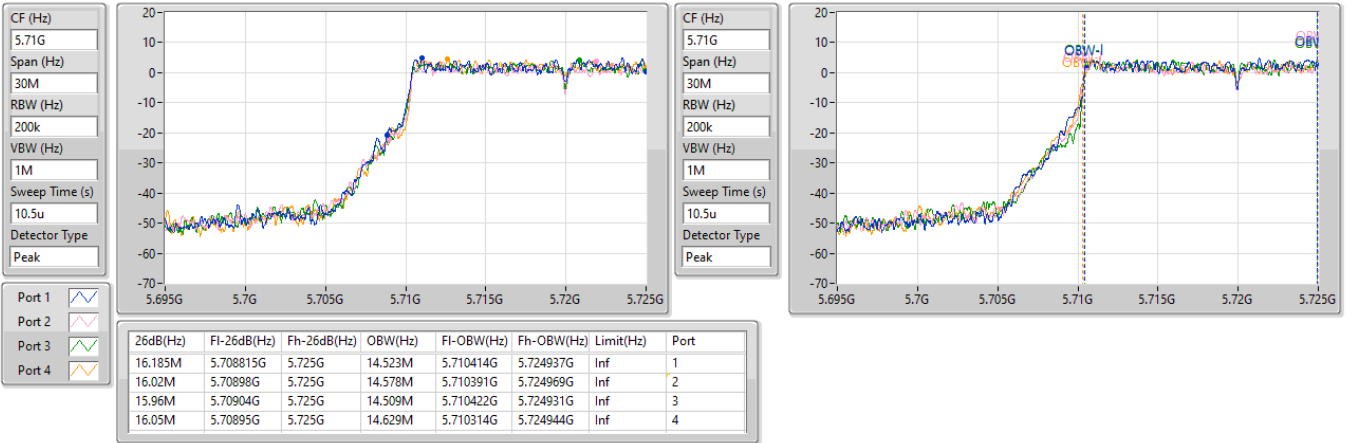 CF (Hz)
5.71G
Span (Hz)
30M
RBW (Hz)
200k
VBW (Hz)
1M
Sweep Time (s)
10.5u
Detector Type
Peak
20-
10-
0-
-10-
-20-
-30-
-40-
-50-
-60-
-70-
5.695G 5.7G 5.705G 5.71G 5.715G 5.72G 5.725G
CF (Hz)
5.71G
Span (Hz)
30M
RBW (Hz)
200k
VBW (Hz)
1M
Sweep Time (s)
10.5u
Detector Type
Peak
20-
10-
0-
-10-
-20-
-30-
-40-
-50-
-60-
-70-
OBW-l
5.695G 5.7G 5.705G 5.71G 5.715G 5.72G 5.725G
Port 1
Port 2
Port 3
Port 4
26dB(Hz) Fl-26dB(Hz) Fh-26dB(Hz) OBW(Hz) Fl-OBW(Hz) Fh-OBW(Hz) Limit(Hz) Port
16.185M 5.708815G 5.725G 14.523M 5.710414G 5.724937G Inf 1
16.02M 5.70898G 5.725G 14.578M 5.710391G 5.724969G Inf 2
15.96M 5.70904G 5.725G 14.509M 5.710422G 5.724931G Inf 3
16.05M 5.70895G 5.725G 14.629M 5.710314G 5.724944G Inf 4